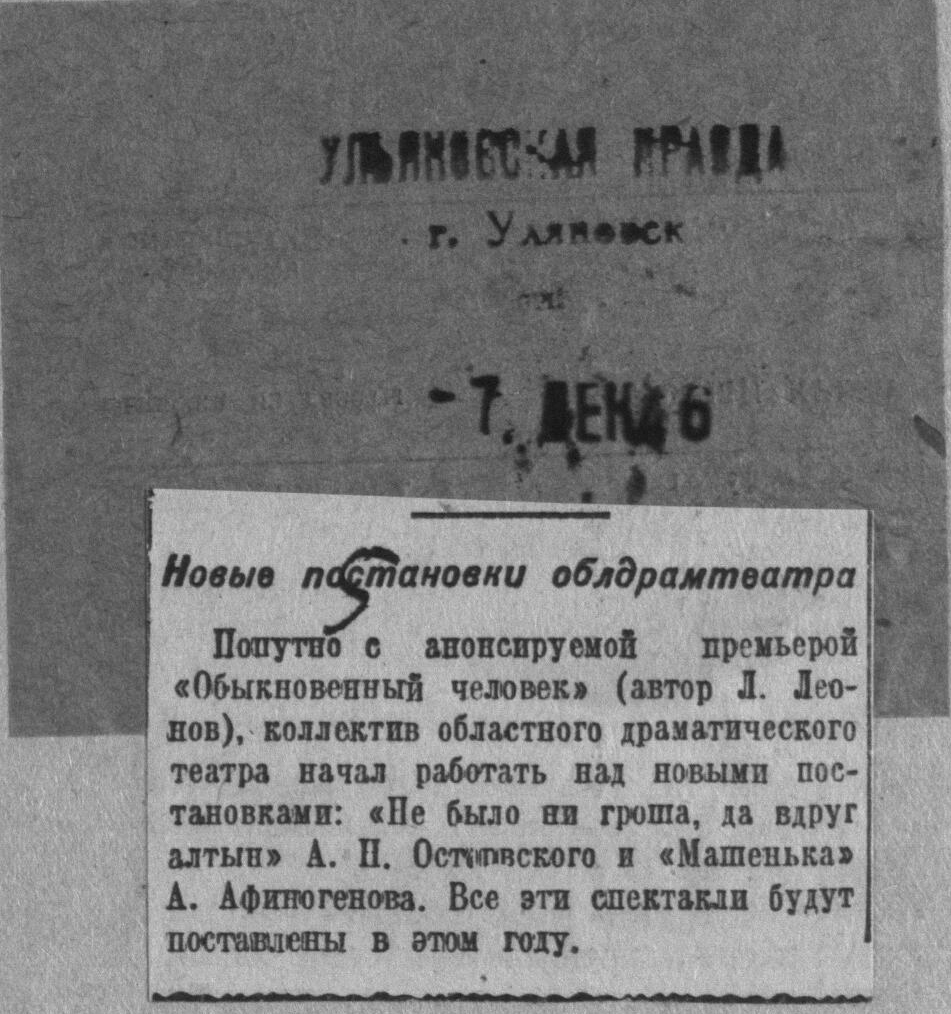 УЛЬЯНОВСКАЯ ПРАВДА
г. Уляновск
-7. ДЕК 46
Новые постановки облдрамтеатра
Попутно с анонсируемой премьерой
«Обыкновенный человек» (автор Л. Лео-
нов), коллектив областного драматического
театра начал работать над новыми пос-
тановками: «Не было ни гроша, да вдруг
алтын» А. Н. Островского и «Машенька»
А. Афиногенова. Все эти спектакли будут
поставлены в этом году.